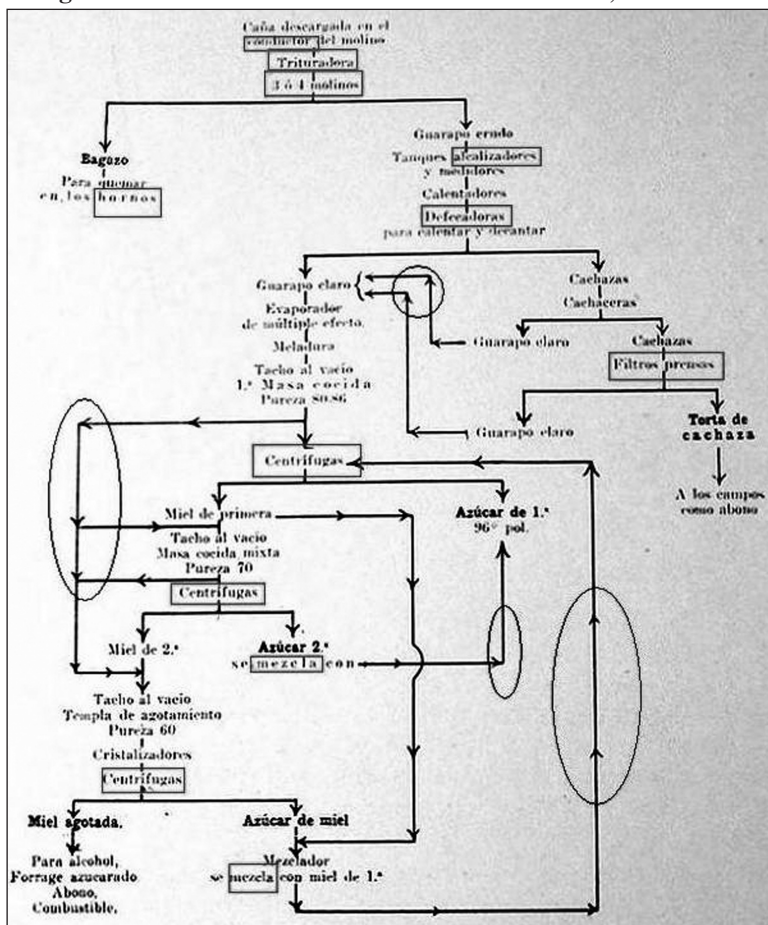 Caña descargada en el
conductor del molino
Trituradora
3 ó 4 molinos
Bagazo
Para quemar
en los hornos
Guarapo crudo
Tanques alcalizadores
y medidores
Calentadores
Defecadoras
para calentar y decantar
Guarapo claro
Evaporador
de múltiple efecto.
Meladura
Tacho al vacio
1.ª Masa cocida
Pureza 80.86
Cachazas
Cachaceras
Guarapo claro
Cachazas
Filtros prensas
Guarapo claro
Torta de
cachaza
A los campos
como abono
Centrífugas
Miel de primera
Tacho al vacio
Masa cocida mixta
Pureza 70
Centrífugas
Azúcar de 1.ª
96° pol.
Miel de 2.ª
Azúcar 2.ª
se mezcla con
Tacho al vacio
Templa de agotamiento
Pureza 60
Cristalizadores
Centrífugas
Miel agotada.
Para alcohol,
Forrage azucarado
Abono,
Combustible.
Azúcar de miel
Mezclador
se mezcla con miel de 1.ª